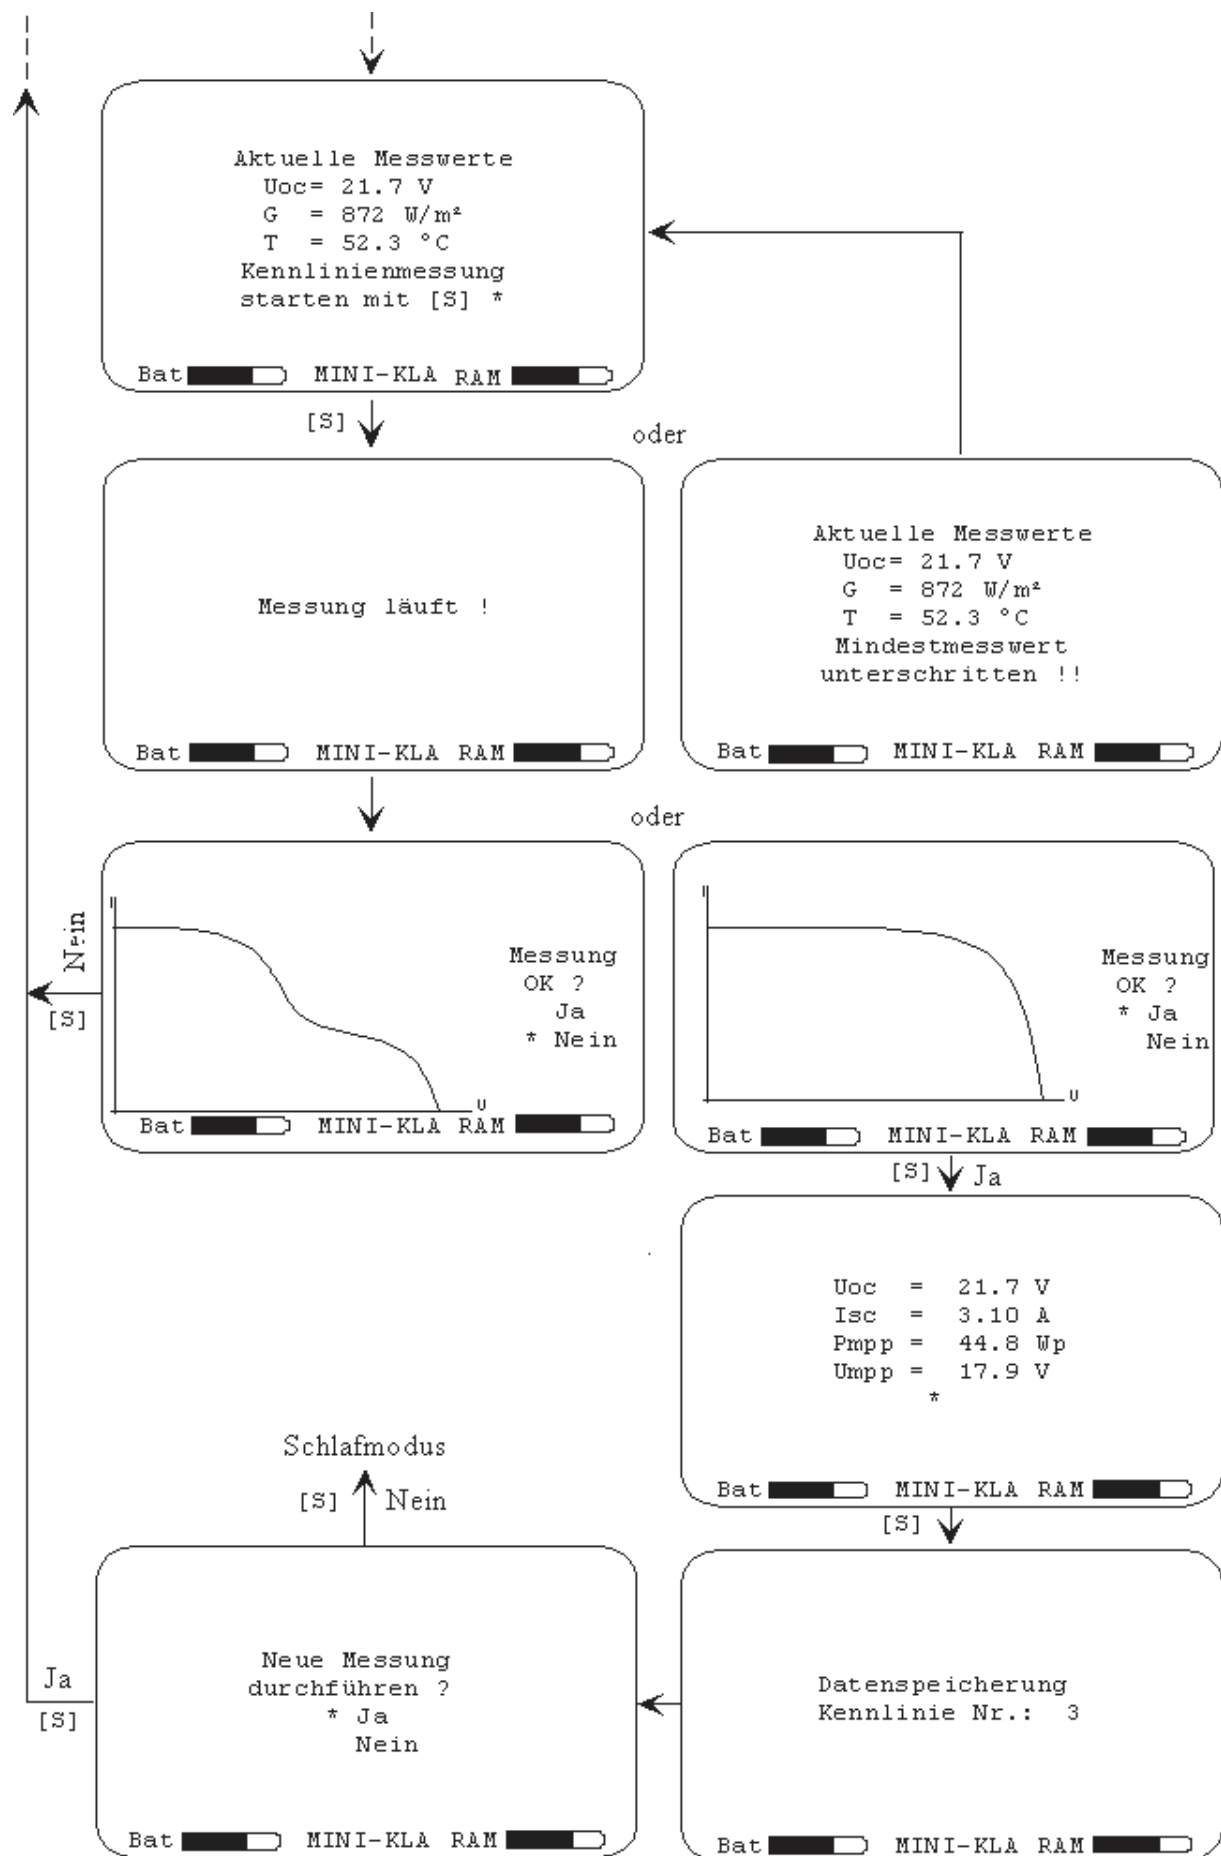 Aktuelle Messwerte
Uoc= 21.7 V
G = 872 W/m²
T = 52.3 °C
Kennlinienmessung
starten mit [S] *
Bat MINI-KLA RAM
[S]
oder
Messung läuft !
Bat MINI-KLA RAM
Aktuelle Messwerte
Uoc= 21.7 V
G = 872 W/m²
T = 52.3 °C
Mindestmesswert
unterschritten !!
Bat MINI-KLA RAM
oder
Nein
[S]
I
Messung
OK ?
Ja
* Nein
U
Bat MINI-KLA RAM
I
Messung
OK ?
* Ja
Nein
U
Bat MINI-KLA RAM
[S] Ja
Uoc = 21.7 V
Isc = 3.10 A
Pmpp = 44.8 Wp
Umpp = 17.9 V
*
Bat MINI-KLA RAM
[S]
Datenspeicherung
Kennlinie Nr.: 3
Bat MINI-KLA RAM
Schlafmodus
[S] Nein
Neue Messung
durchführen ?
* Ja
Nein
Bat MINI-KLA RAM
Ja
[S]